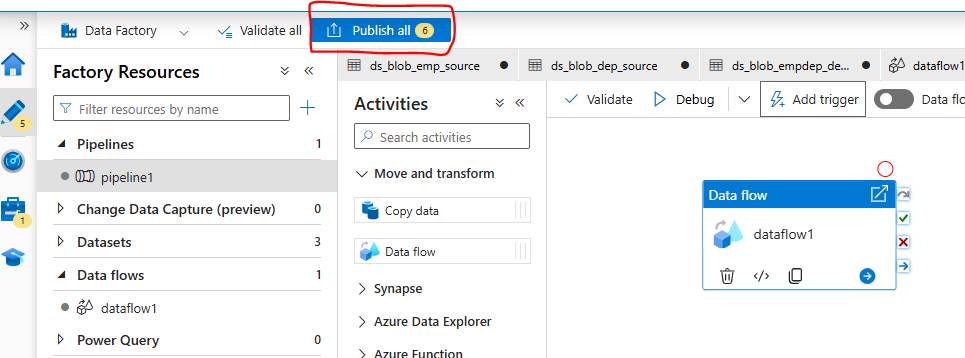 »
Data Factory
Validate all
Publish all 6
Factory Resources
»
«
ds_blob_emp_source
ds_blob_dep_source
ds_blob_empdep_de...
dataflow1
Filter resources by name
+
5
Activities
»
«
Validate
Debug
Add trigger
Data flo
Search activities
Pipelines 1
pipeline1
Move and transform
Change Data Capture (preview) 0
Copy data
Data flow
dataflow1
1
Datasets 3
Data flow
Data flows 1
Synapse
</>
dataflow1
Azure Data Explorer
Power Query 0
Azure Function